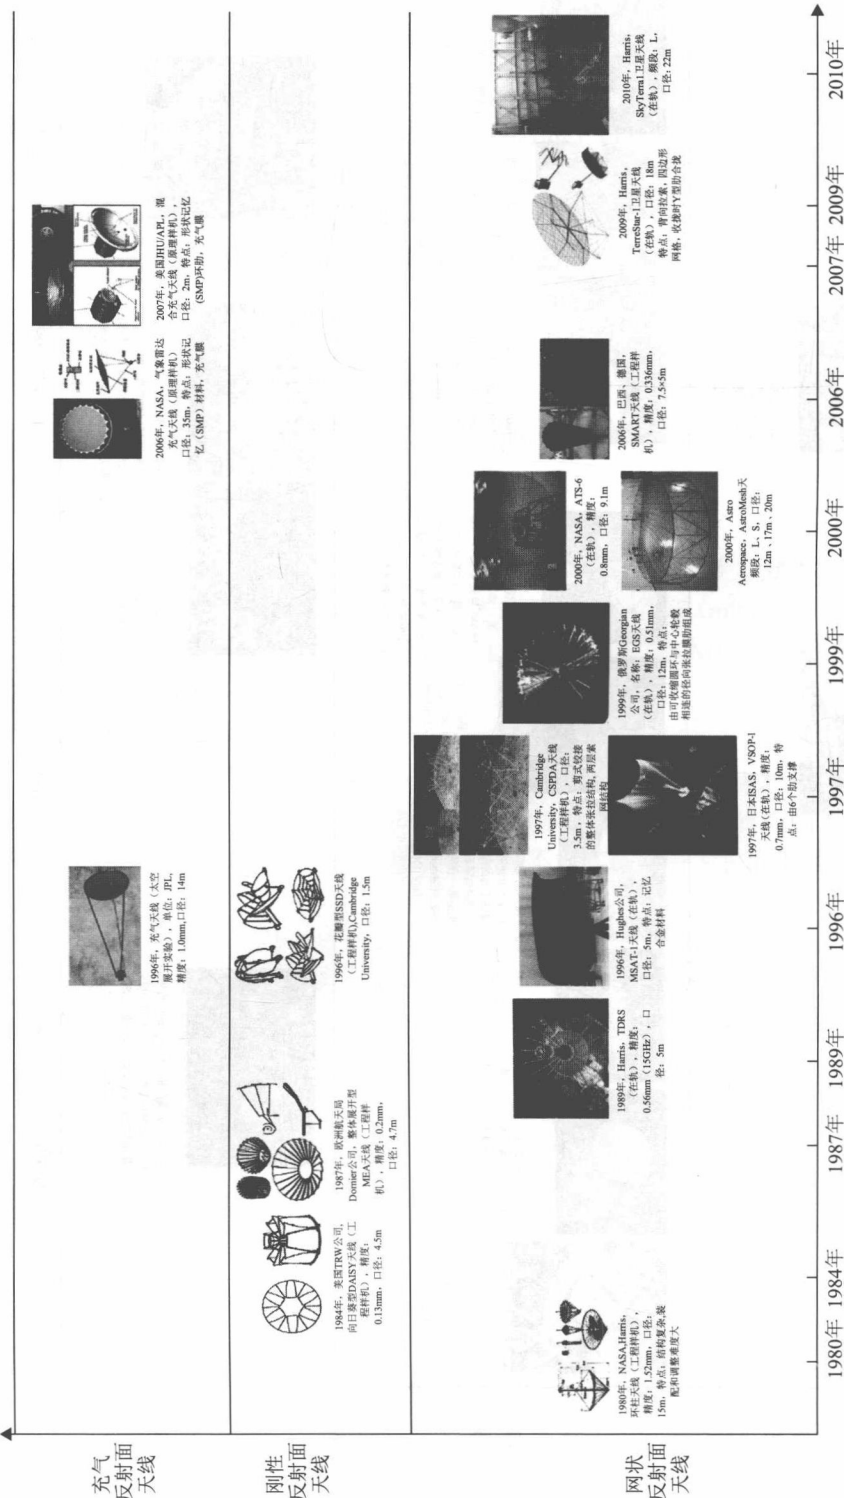 充气
反射面
天线
1996年，充气天线（太空
展开实验），单位：JPL，
精度：1.0mm,口径：14m
2006年，NASA，气象雷达
充气天线（原理样机）
口径：35m，特点：形状记
忆（SMP）材料，充气膜
2007年，美国JHU/APL，混
合充气天线（原理样机），
口径：2m，特点：形状记忆
(SMP)环肋，充气膜
刚性
反射面
天线
1984年，美国TRW公司，
向日葵型DAISY天线（工
程样机），精度：
0.13mm，口径：4.5m
1987年，欧洲航天局
Dornier公司，整体展开型
MEA天线（工程样
机），精度：0.2mm，
口径：4.7m
1996年，花瓣型SSD天线
（工程样机),Cambridge
University，口径：1.5m
网状
反射面
天线
1980年，NASA,Harris,
环柱天线（工程样机），
精度：1.52mm，口径：
15m，特点：结构复杂,装
配和调整难度大
1989年，Harris，TDRS
（在轨），精度：
0.56mm（15GHz），口
径：5m
1996年，Hughes公司，
MSAT-1天线（在轨），
口径：5m，特点：记忆
合金材料
1997年，Cambridge
University，CSPDA天线
（工程样机），口径：
3.5m，特点：剪式铰接
的整体张拉结构,两层索
网结构
1997年，日本ISAS，VSOP-I
天线（在轨），精度：
0.7mm，口径：10m，特
点：由6个肋支撑
1999年，俄罗斯Georgian
公司，名称：EGS天线
（在轨），精度：0.51mm，
口径：12m，特点：
由可收缩圆环与中心轮毂
相连的径向张拉膜肋组成
2000年，NASA，ATS-6
（在轨），精度：
0.8mm，口径：9.1m
2000年，Astro
Aerospace，AstroMesh天
频段：L、S，口径：
12m、17m、20m
2006年，巴西、德国，
SMART天线（工程样
机），精度：0.336mm，
口径：7.5×5m
2009年，Harris，
TerreStar-1卫星天线
（在轨），口径：18m
特点：背向拉索，四边形
网格，收拢时Y型肋合拢
2010年，Harris，
SkyTerra1卫星天线
（在轨），频段：L，
口径：22m
1980年
1984年
1987年
1989年
1996年
1997年
1999年
2000年
2006年
2007年
2009年
2010年